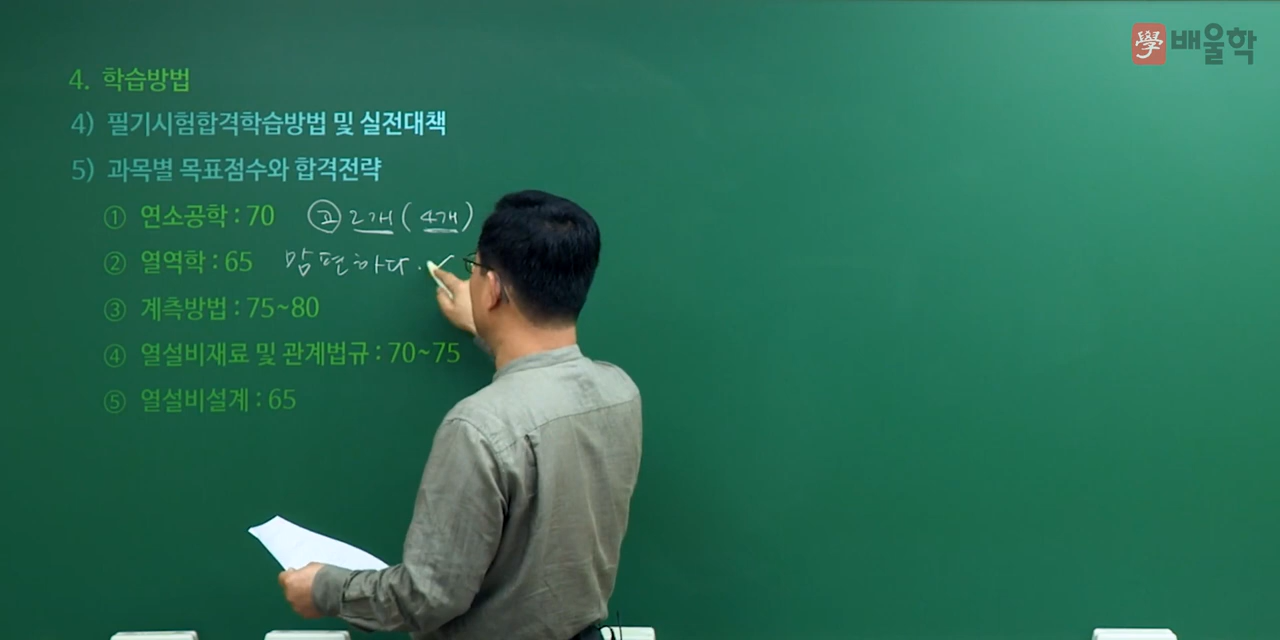 學 배울학
4. 학습방법
4) 필기시험합격학습방법 및 실전대책
5) 과목별 목표점수와 합격전략
① 연소공학 : 70 고 2개 ( 4개 )
② 열역학 : 65 맘편하다.
③ 계측방법 : 75~80
④ 열설비재료 및 관계법규 : 70~75
⑤ 열설비설계 : 65